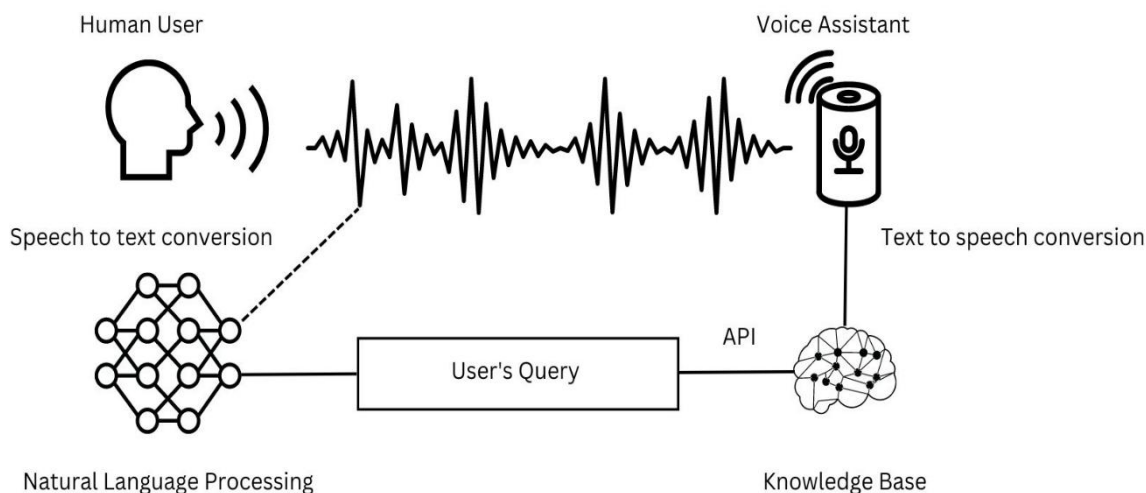 Human User
Voice Assistant
Speech to text conversion
Text to speech conversion
API
User's Query
Natural Language Processing
Knowledge Base